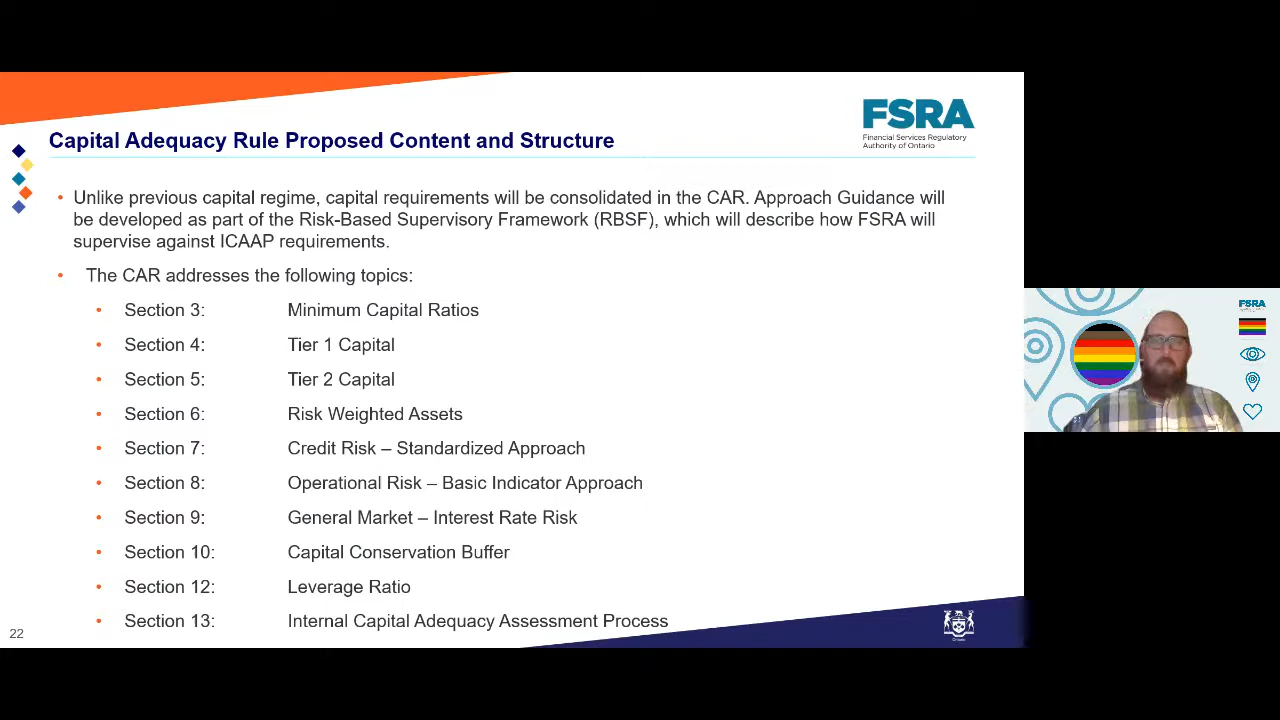 FSRA
Financial Services Regulatory
Authority of Ontario
Capital Adequacy Rule Proposed Content and Structure
• Unlike previous capital regime, capital requirements will be consolidated in the CAR. Approach Guidance will
be developed as part of the Risk-Based Supervisory Framework (RBSF), which will describe how FSRA will
supervise against ICAAP requirements.
• The CAR addresses the following topics:
• Section 3: Minimum Capital Ratios
• Section 4: Tier 1 Capital
• Section 5: Tier 2 Capital
• Section 6: Risk Weighted Assets
• Section 7: Credit Risk – Standardized Approach
• Section 8: Operational Risk – Basic Indicator Approach
• Section 9: General Market – Interest Rate Risk
• Section 10: Capital Conservation Buffer
• Section 12: Leverage Ratio
• Section 13: Internal Capital Adequacy Assessment Process
22
Ontario
FSRA